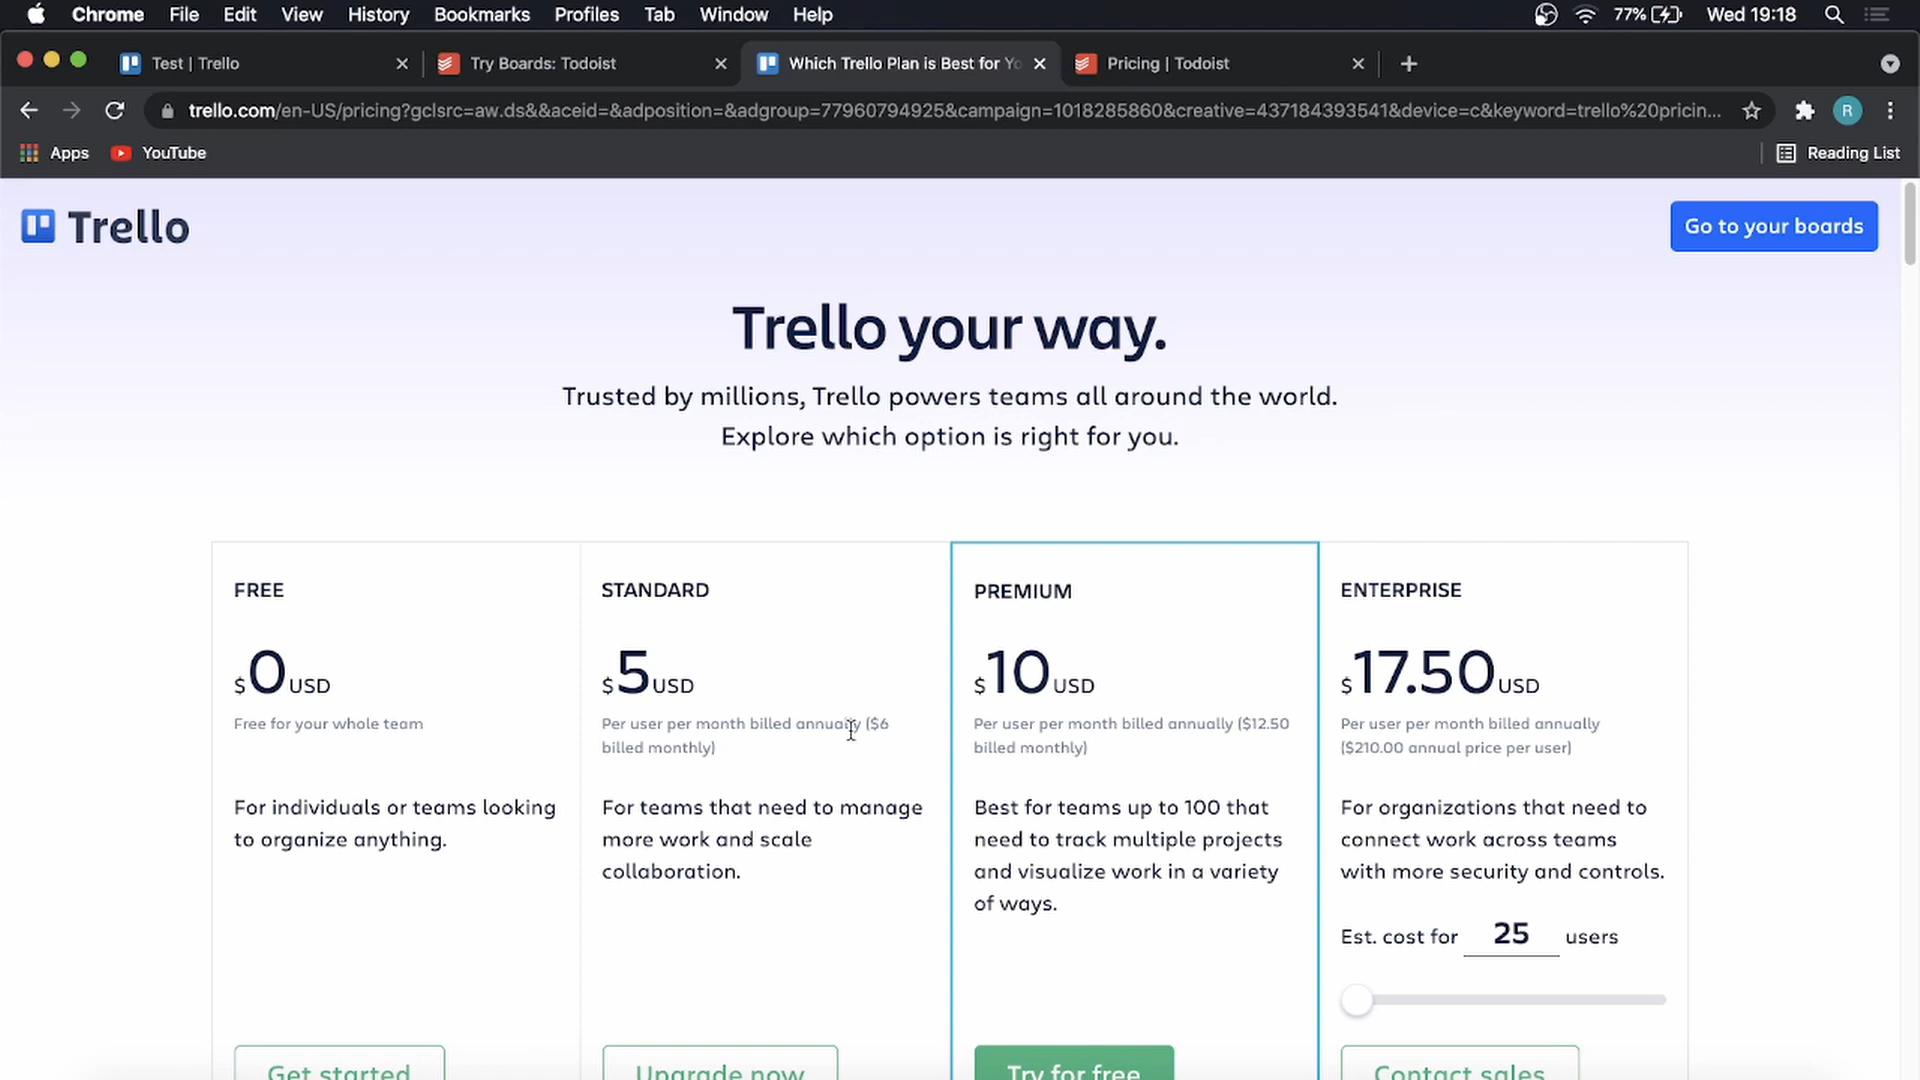 Chrome File Edit View History Bookmarks Profiles Tab Window Help 77% Wed 19:18
Test | Trello Try Boards: Todoist Which Trello Plan is Best for Yo Pricing | Todoist
trello.com/en-US/pricing?gclsrc=aw.ds&&aceid=&adposition=&adgroup=77960794925&campaign=1018285860&creative=437184393541&device=c&keyword=trello%20pricin... R
Apps YouTube Reading List
Trello Go to your boards
Trello your way.
Trusted by millions, Trello powers teams all around the world.
Explore which option is right for you.
FREE
$0 USD
Free for your whole team
For individuals or teams looking
to organize anything.
Get started
STANDARD
$5 USD
Per user per month billed annually ($6
billed monthly)
For teams that need to manage
more work and scale
collaboration.
Upgrade now
PREMIUM
$10 USD
Per user per month billed annually ($12.50
billed monthly)
Best for teams up to 100 that
need to track multiple projects
and visualize work in a variety
of ways.
Try for free
ENTERPRISE
$17.50 USD
Per user per month billed annually
($210.00 annual price per user)
For organizations that need to
connect work across teams
with more security and controls.
Est. cost for 25 users
Contact sales